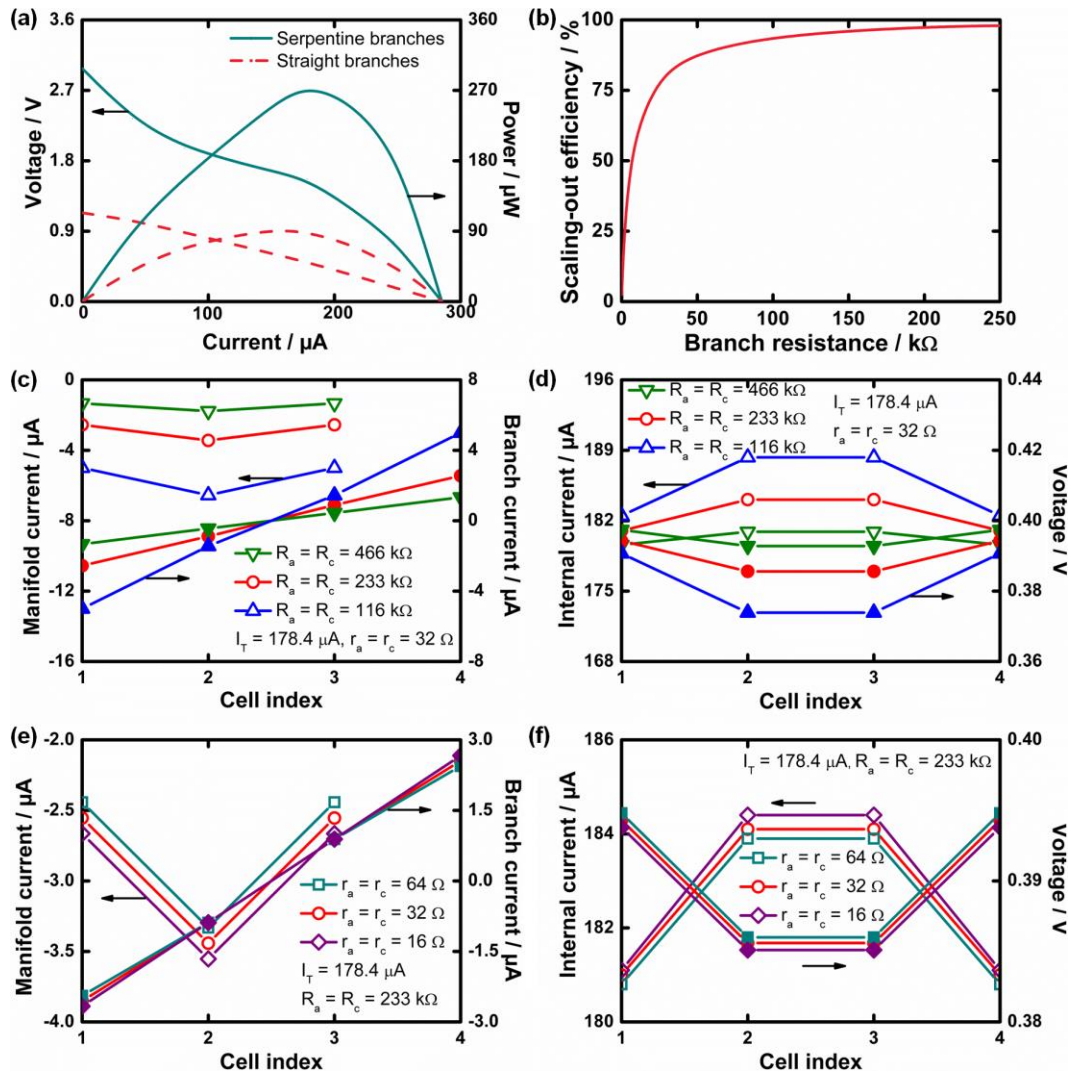 (a)
3.6
2.7
1.8
0.9
0.0
Voltage / V
Serpentine branches
Straight branches
360
270
180
90
0
Power / µW
0
100
200
300
Current / µA
(b)
100
75
50
25
0
Scaling-out efficiency / %
0
50
100
150
200
250
Branch resistance / kΩ
(c)
0
-4
-8
-12
-16
Manifold current / µA
8
4
0
-4
-8
Branch current / µA
Ra = Rc = 466 kΩ
Ra = Rc = 233 kΩ
Ra = Rc = 116 kΩ
IT = 178.4 µA, ra = rc = 32 Ω
1
2
3
4
Cell index
(d)
196
189
182
175
168
Internal current / µA
Ra = Rc = 466 kΩ
Ra = Rc = 233 kΩ
Ra = Rc = 116 kΩ
IT = 178.4 µA
ra = rc = 32 Ω
0.44
0.42
0.40
0.38
0.36
Voltage / V
1
2
3
4
Cell index
(e)
-2.0
-2.5
-3.0
-3.5
-4.0
Manifold current / µA
3.0
1.5
0.0
-1.5
-3.0
Branch current / µA
ra = rc = 64 Ω
ra = rc = 32 Ω
ra = rc = 16 Ω
IT = 178.4 µA
Ra = Rc = 233 kΩ
1
2
3
4
Cell index
(f)
186
184
182
180
Internal current / µA
IT = 178.4 µA, Ra = Rc = 233 kΩ
ra = rc = 64 Ω
ra = rc = 32 Ω
ra = rc = 16 Ω
0.40
0.39
0.38
Voltage / V
1
2
3
4
Cell index